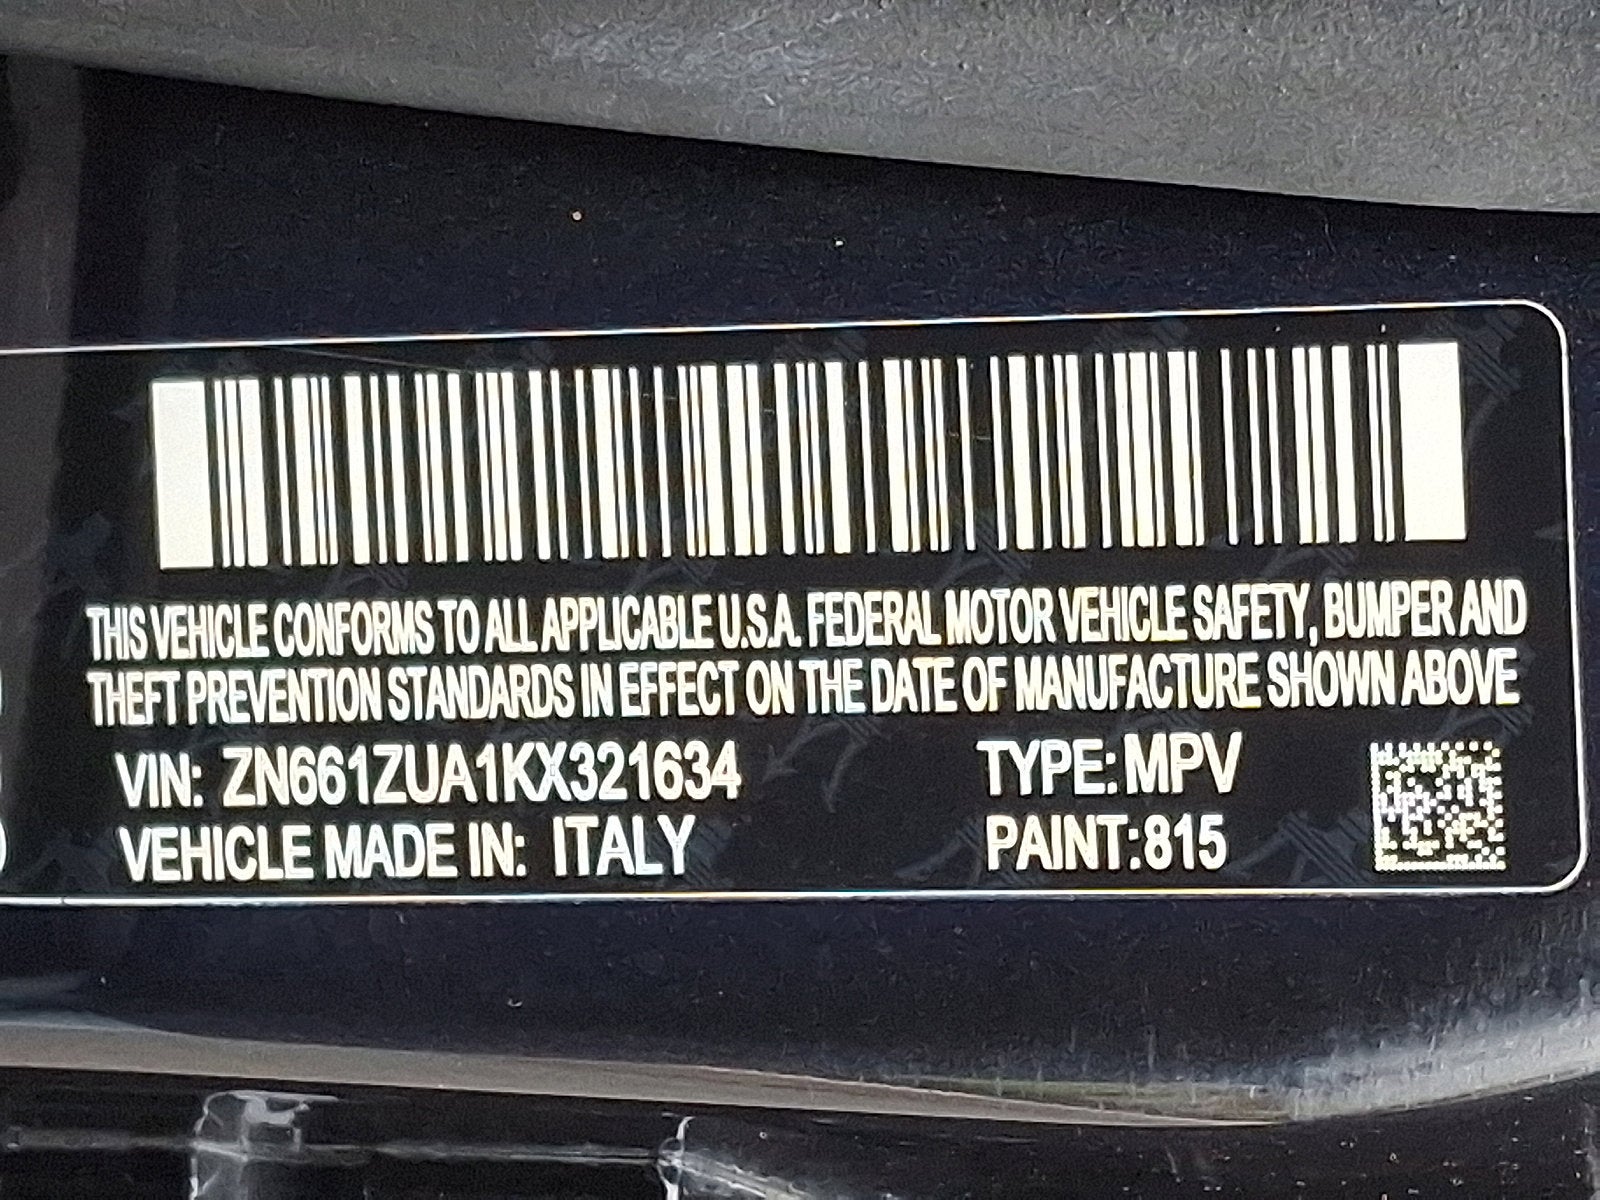 THIS VEHICLE CONFORMS TO ALL APPLICABLE U.S.A. FEDERAL MOTOR VEHICLE SAFETY, BUMPER AND
THEFT PREVENTION STANDARDS IN EFFECT ON THE DATE OF MANUFACTURE SHOWN ABOVE
VIN: ZN661ZUA1KX321634 TYPE: MPV
VEHICLE MADE IN: ITALY PAINT: 815